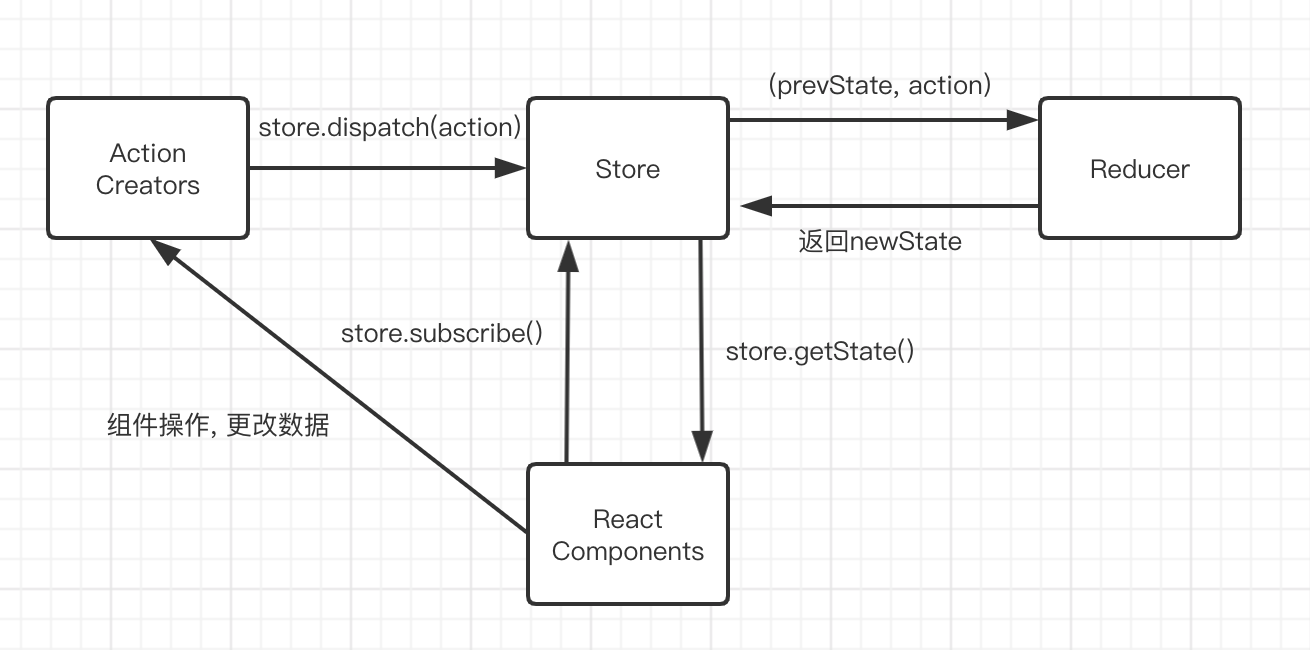 (prevState, action)
Action
Creators
store.dispatch(action)
Store
Reducer
返回newState
store.subscribe()
store.getState()
组件操作, 更改数据
React
Components